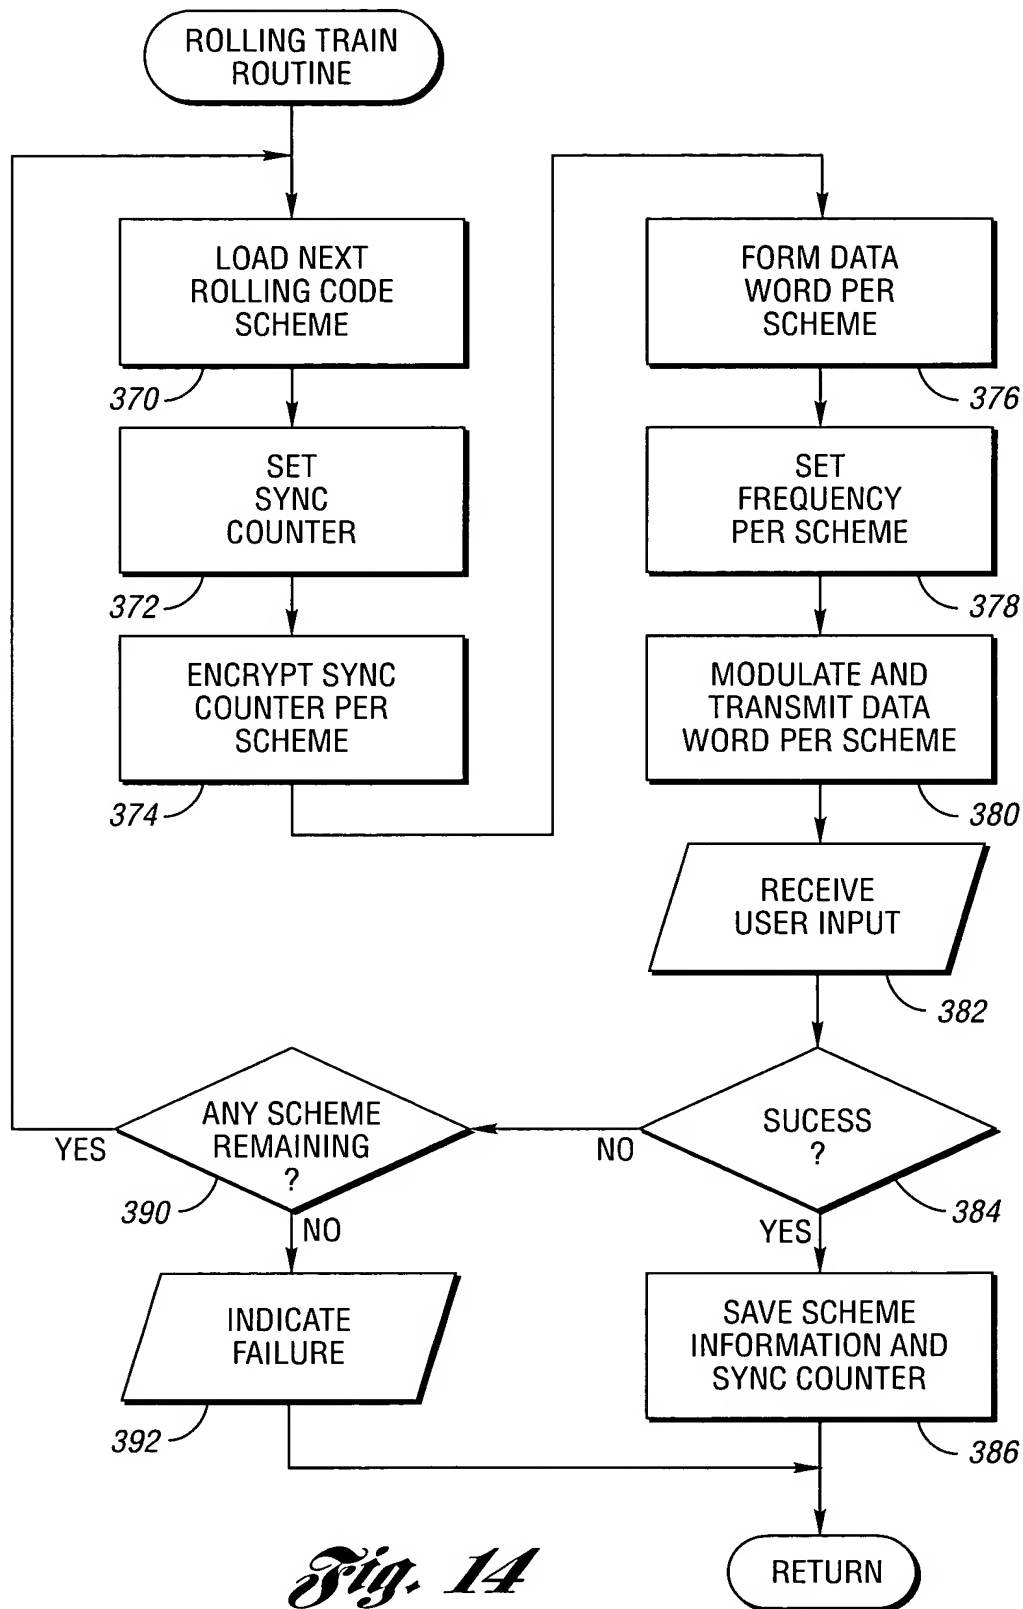 ROLLING TRAIN
ROUTINE
LOAD NEXT
ROLLING CODE
SCHEME
370
SET
SYNC
COUNTER
372
ENCRYPT SYNC
COUNTER PER
SCHEME
374
FORM DATA
WORD PER
SCHEME
376
SET
FREQUENCY
PER SCHEME
378
MODULATE AND
TRANSMIT DATA
WORD PER SCHEME
380
RECEIVE
USER INPUT
382
SUCESS
?
384
NO
YES
ANY SCHEME
REMAINING
?
390
YES
NO
INDICATE
FAILURE
392
SAVE SCHEME
INFORMATION AND
SYNC COUNTER
386
RETURN
Fig. 14